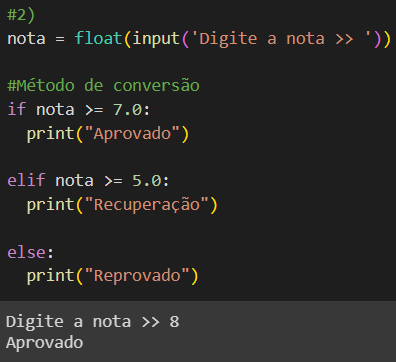 #2)
nota = float(input('Digite a nota >> '))
#Método de conversão
if nota >= 7.0:
  print("Aprovado")
elif nota >= 5.0:
  print("Recuperação")
else:
  print("Reprovado")
Digite a nota >> 8
Aprovado